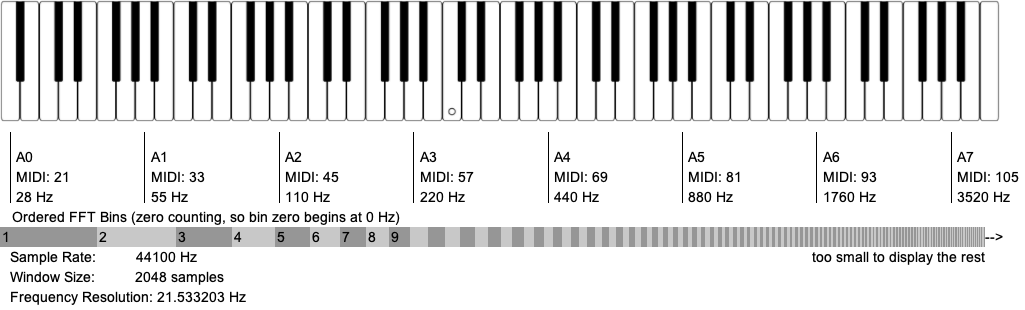 A0 A1 A2 A3 A4 A5 A6 A7
MIDI: 21 MIDI: 33 MIDI: 45 MIDI: 57 MIDI: 69 MIDI: 81 MIDI: 93 MIDI: 105
28 Hz 55 Hz 110 Hz 220 Hz 440 Hz 880 Hz 1760 Hz 3520 Hz
Ordered FFT Bins (zero counting, so bin zero begins at 0 Hz)
1 2 3 4 5 6 7 8 9 -->
Sample Rate: 44100 Hz too small to display the rest
Window Size: 2048 samples
Frequency Resolution: 21.533203 Hz